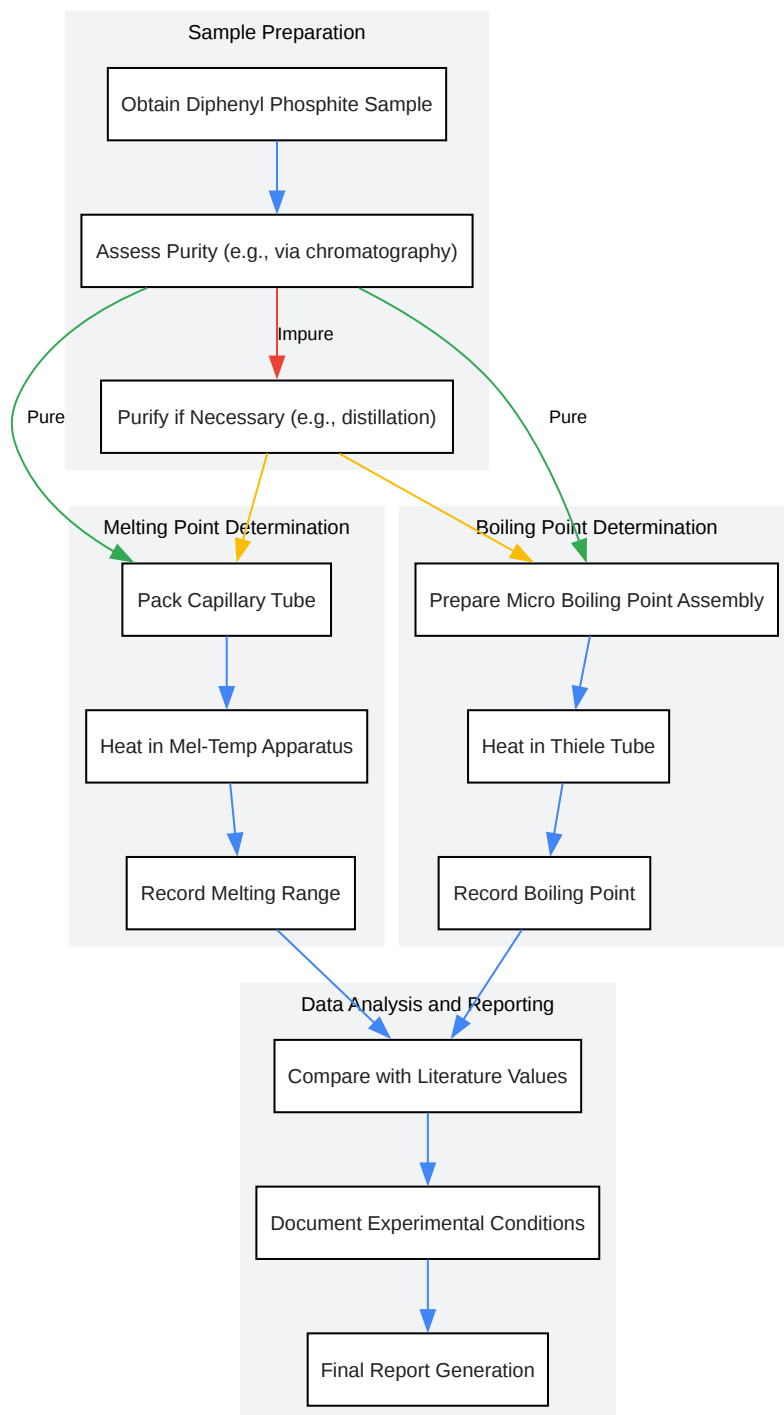 Sample Preparation
Obtain Diphenyl Phosphite Sample
Assess Purity (e.g., via chromatography)
Impure
Purify if Necessary (e.g., distillation)
Pure
Pure
Melting Point Determination
Boiling Point Determination
Pack Capillary Tube
Prepare Micro Boiling Point Assembly
Heat in Mel-Temp Apparatus
Heat in Thiele Tube
Record Melting Range
Record Boiling Point
Data Analysis and Reporting
Compare with Literature Values
Document Experimental Conditions
Final Report Generation